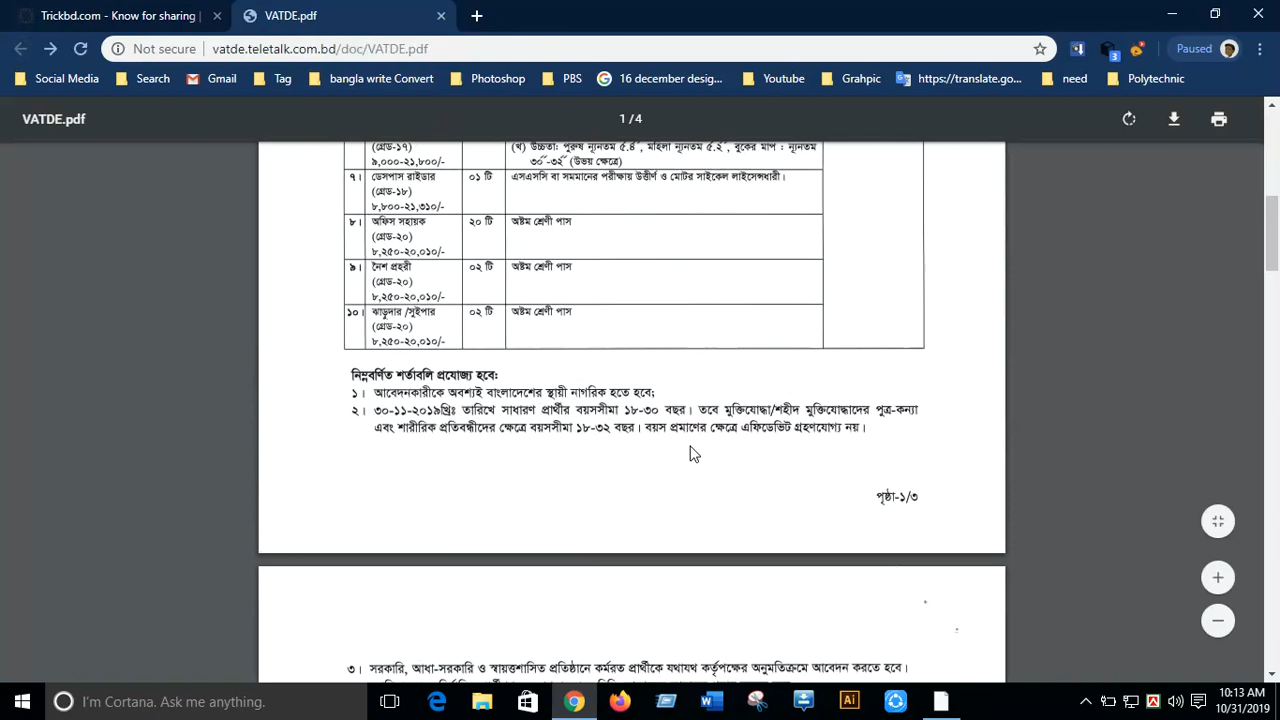 Trickbd.com - Know for sharing |
VATDE.pdf
Not secure | vatde.teletalk.com.bd/doc/VATDE.pdf
3
Paused
Social Media Search Gmail Tag bangla write Convert Photoshop PBS 16 december desig... Youtube Grahpic https://translate.go... need Polytechnic
VATDE.pdf 1 / 4
(গ্রেড-১৭) (খ) উচ্চতা: পুরুষ ন্যূনতম ৫.৪˝, মহিলা ন্যূনতম ৫.২˝, বুকের মাপ : ন্যূনতম
৯,০০০-২১,৮০০/- ৩০˝-৩২˝ (উভয় ক্ষেত্রে)
৭। ডেসপাস রাইডার ০১ টি এসএসসি বা সমমানের পরীক্ষায় উত্তীর্ণ ও মোটর সাইকেল লাইসেন্সধারী।
(গ্রেড-১৮)
৮,৮০০-২১,৩১০/-
৮। অফিস সহায়ক ২০ টি অষ্টম শ্রেণী পাস
(গ্রেড-২০)
৮,২৫০-২০,০১০/-
৯। নৈশ প্রহরী ০২ টি অষ্টম শ্রেণী পাস
(গ্রেড-২০)
৮,২৫০-২০,০১০/-
১০। ঝাড়ুদার /সুইপার ০২ টি অষ্টম শ্রেণী পাস
(গ্রেড-২০)
৮,২৫০-২০,০১০/-
নিম্নবর্ণিত শর্তাবলি প্রযোজ্য হবে:
১। আবেদনকারীকে অবশ্যই বাংলাদেশের স্থায়ী নাগরিক হতে হবে;
২। ৩০-১১-২০১৯খ্রিঃ তারিখে সাধারণ প্রার্থীর বয়সসীমা ১৮-৩০ বছর। তবে মুক্তিযোদ্ধা/শহীদ মুক্তিযোদ্ধাদের পুত্র-কন্যা
এবং শারীরিক প্রতিবন্ধীদের ক্ষেত্রে বয়সসীমা ১৮-৩২ বছর। বয়স প্রমাণের ক্ষেত্রে এফিডেভিট গ্রহণযোগ্য নয়।
পৃষ্ঠা-১/৩
৩। সরকারি, আধা-সরকারি ও স্বায়ত্তশাসিত প্রতিষ্ঠানে কর্মরত প্রার্থীকে যথাযথ কর্তৃপক্ষের অনুমতিক্রমে আবেদন করতে হবে।
I'm Cortana. Ask me anything.
10:13 AM
10/31/2019